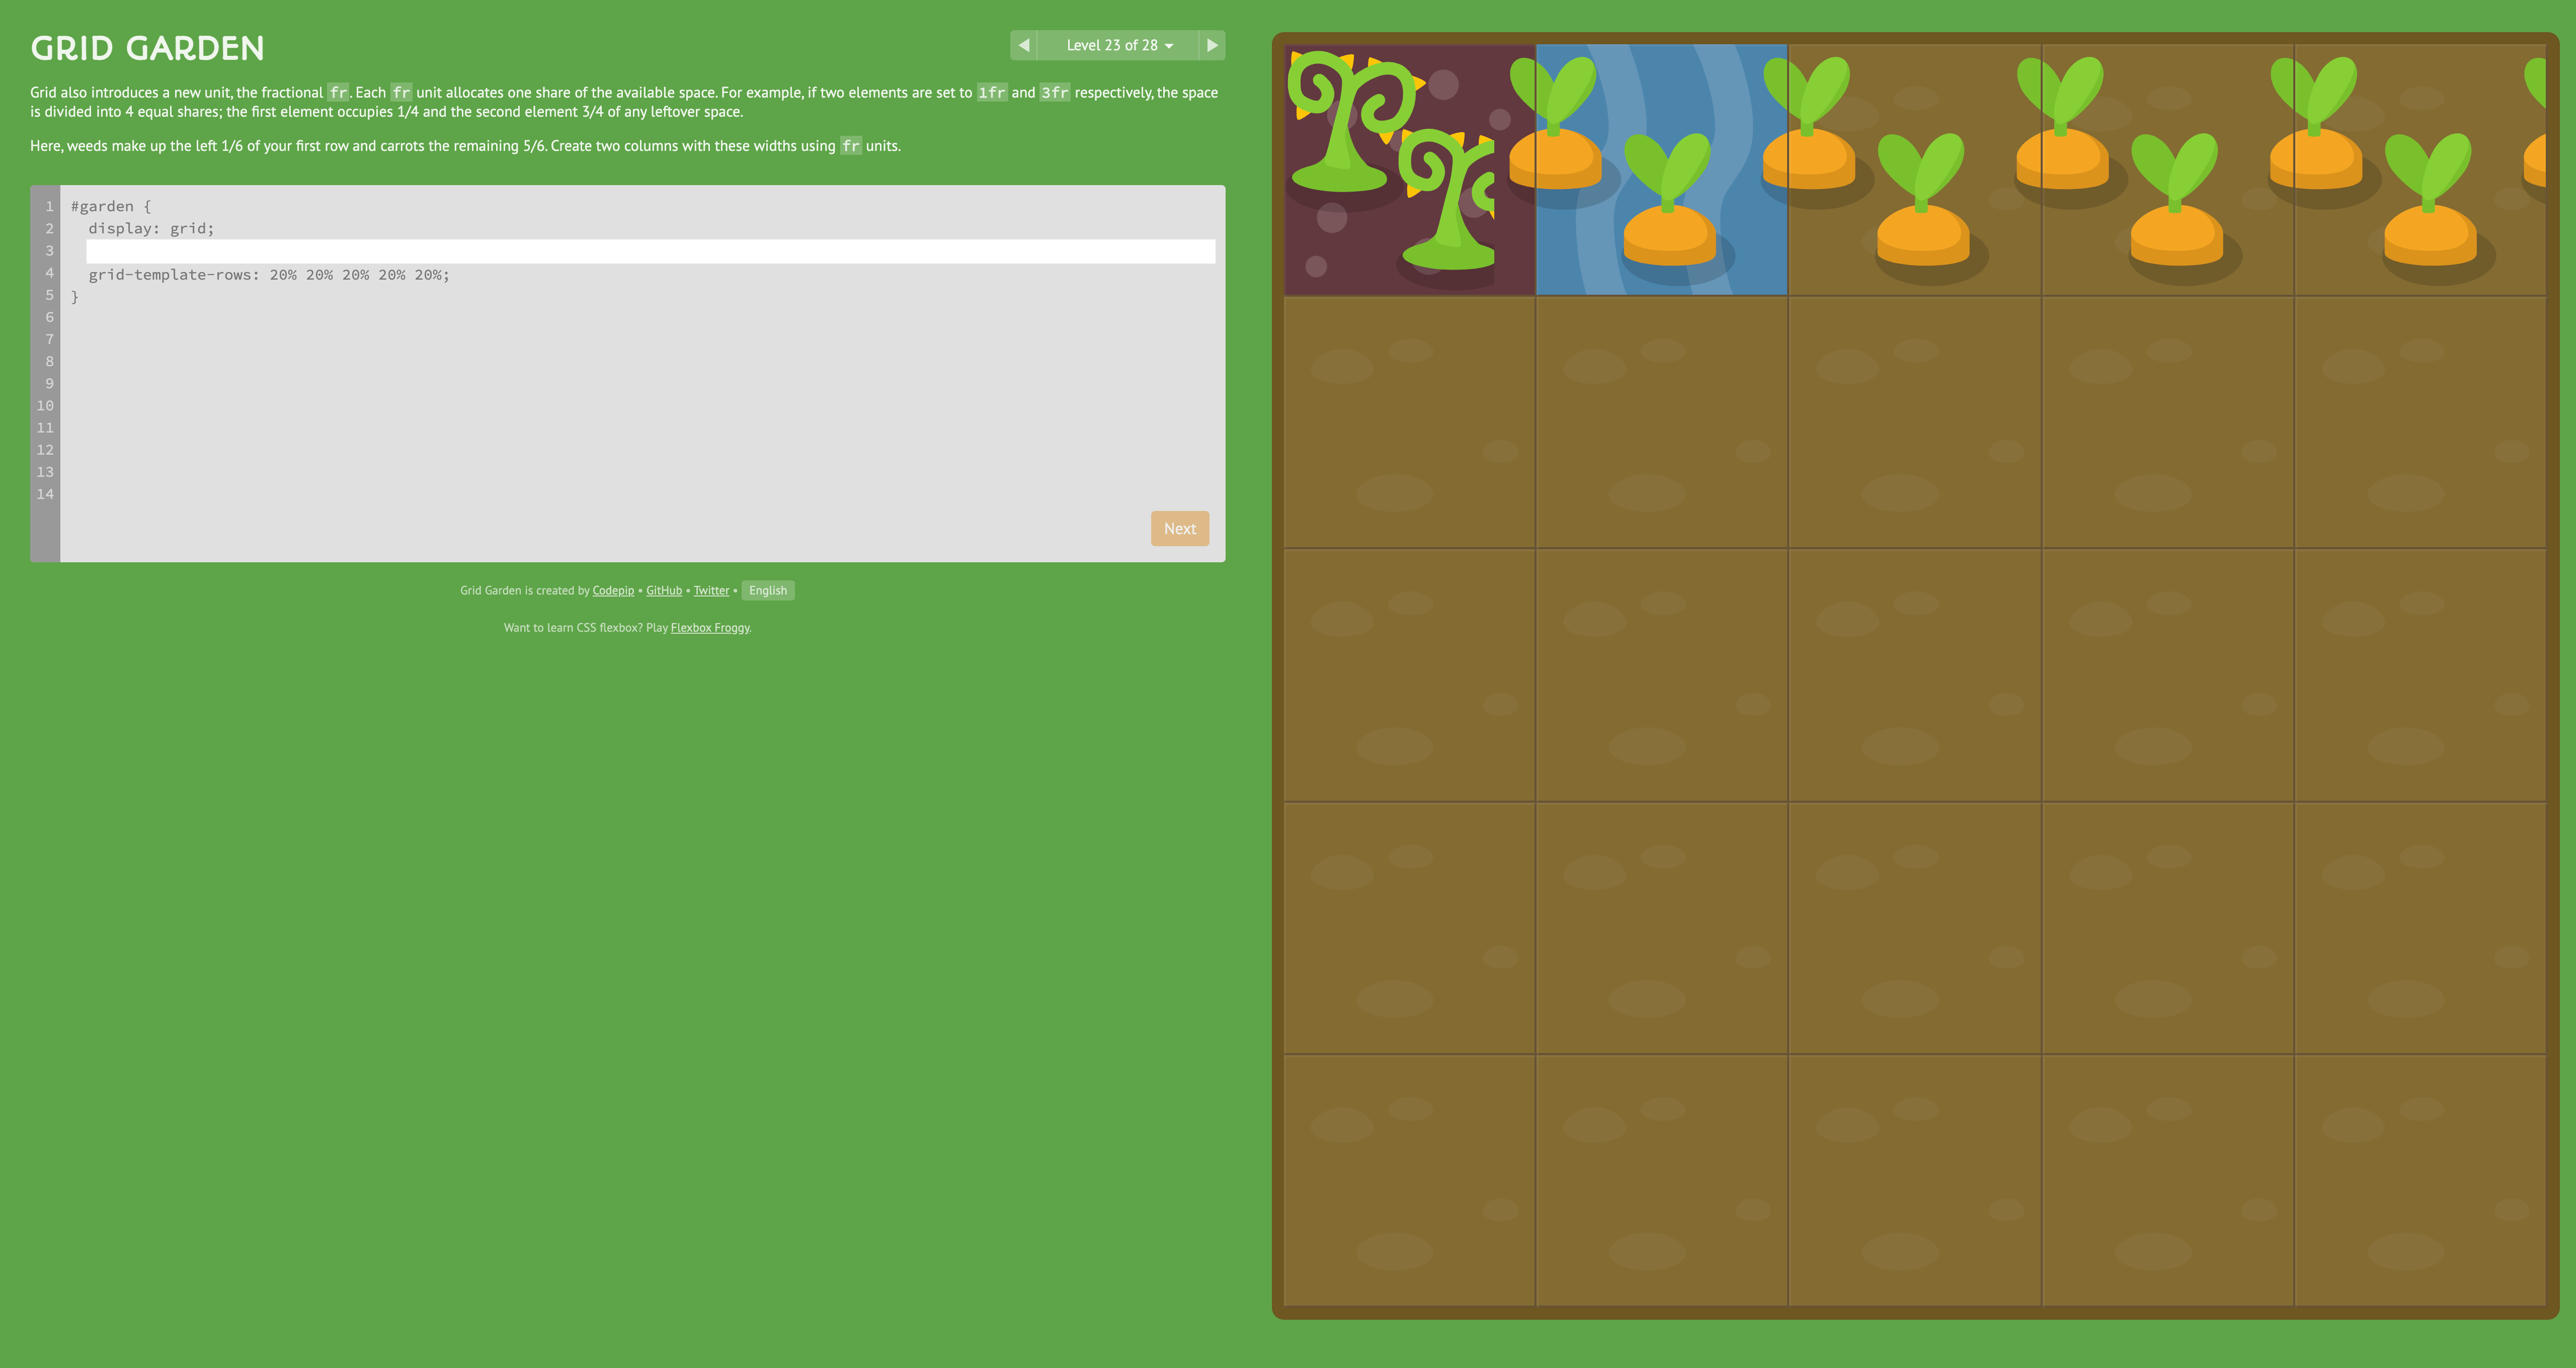 GRID GARDEN
◀ Level 23 of 28 ▶
Grid also introduces a new unit, the fractional fr. Each fr unit allocates one share of the available space. For example, if two elements are set to 1fr and 3fr respectively, the space
is divided into 4 equal shares; the first element occupies 1/4 and the second element 3/4 of any leftover space.
Here, weeds make up the left 1/6 of your first row and carrots the remaining 5/6. Create two columns with these widths using fr units.
1 #garden {
2 display: grid;
3
4 grid-template-rows: 20% 20% 20% 20% 20%;
5 }
6
7
8
9
10
11
12
13
14
Next
Grid Garden is created by Codepip • GitHub • Twitter • English
Want to learn CSS flexbox? Play Flexbox Froggy.